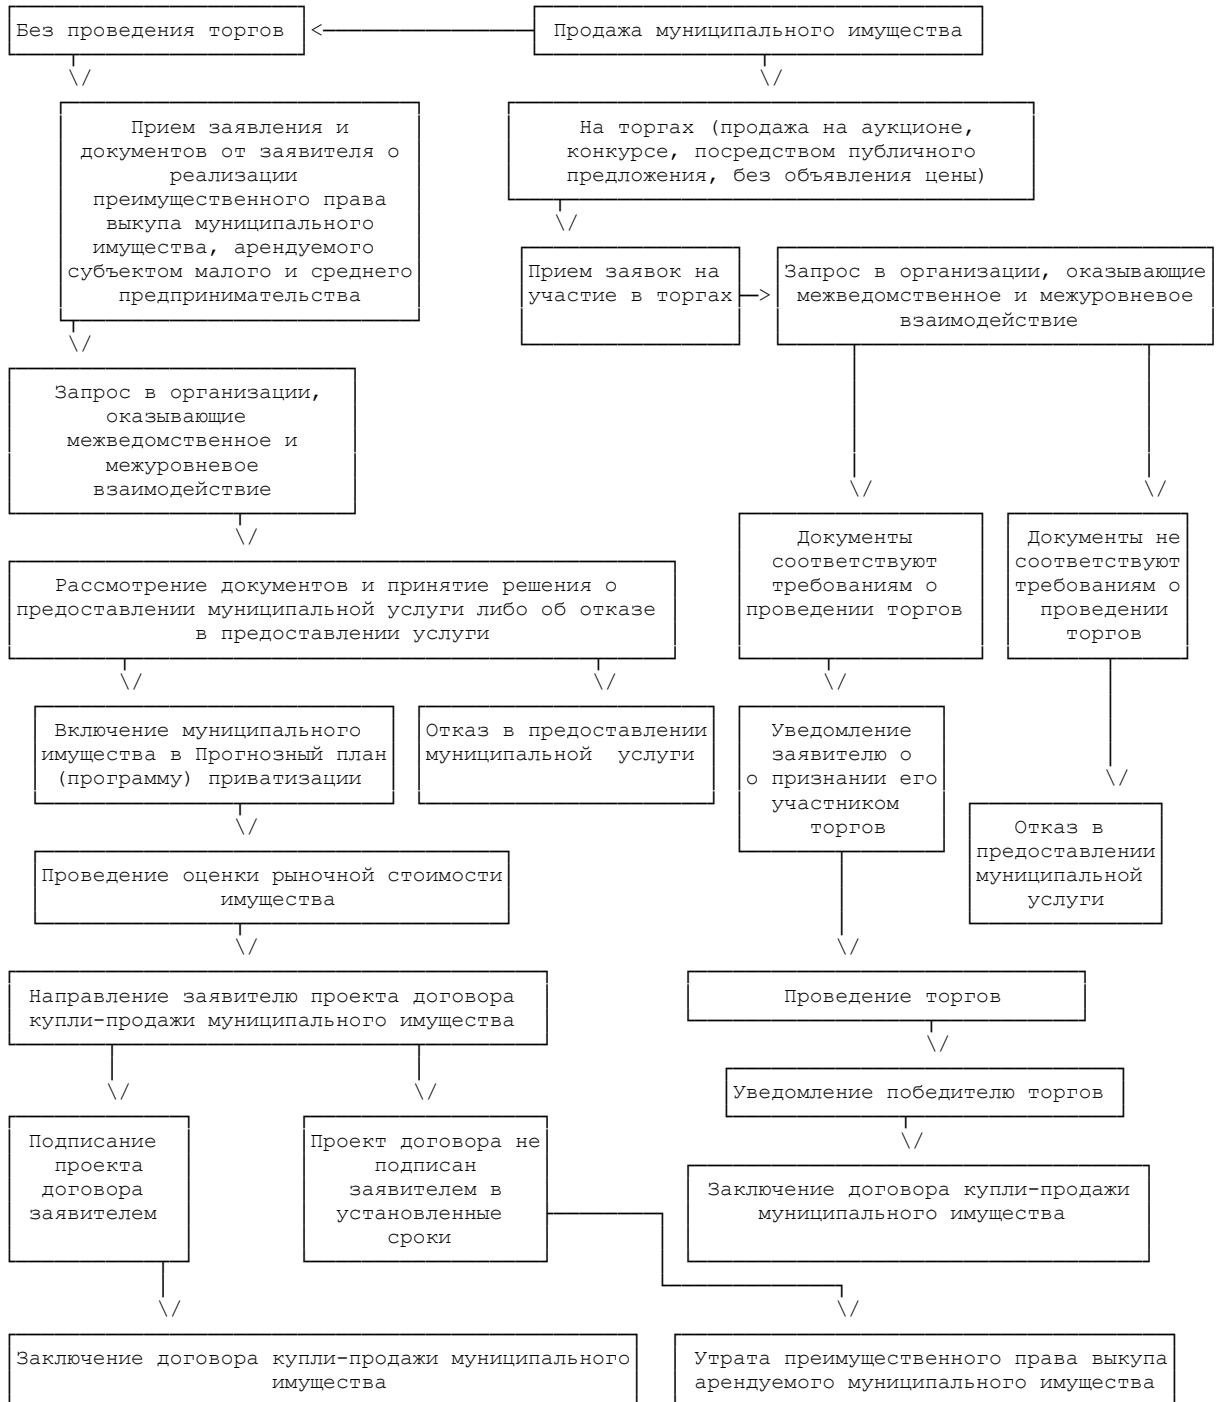 Без проведения торгов
Продажа муниципального имущества
Прием заявления и
документов от заявителя о
реализации
преимущественного права
выкупа муниципального
имущества, арендуемого
субъектом малого и среднего
предпринимательства
На торгах (продажа на аукционе,
конкурсе, посредством публичного
предложения, без объявления цены)
Прием заявок на
участие в торгах
Запрос в организации, оказывающие
межведомственное и межуровневое
взаимодействие
Запрос в организации,
оказывающие
межведомственное и
межуровневое
взаимодействие
Документы
соответствуют
требованиям о
проведении торгов
Документы не
соответствуют
требованиям о
проведении
торгов
Рассмотрение документов и принятие решения о
предоставлении муниципальной услуги либо об отказе
в предоставлении услуги
Включение муниципального
имущества в Прогнозный план
(программу) приватизации
Отказ в предоставлении
муниципальной услуги
Уведомление
заявителю о
о признании его
участником
торгов
Отказ в
предоставлении
муниципальной
услуги
Проведение оценки рыночной стоимости
имущества
Направление заявителю проекта договора
купли-продажи муниципального имущества
Проведение торгов
Уведомление победителю торгов
Подписание
проекта
договора
заявителем
Проект договора не
подписан
заявителем в
установленные
сроки
Заключение договора купли-продажи
муниципального имущества
Заключение договора купли-продажи муниципального
имущества
Утрата преимущественного права выкупа
арендуемого муниципального имущества